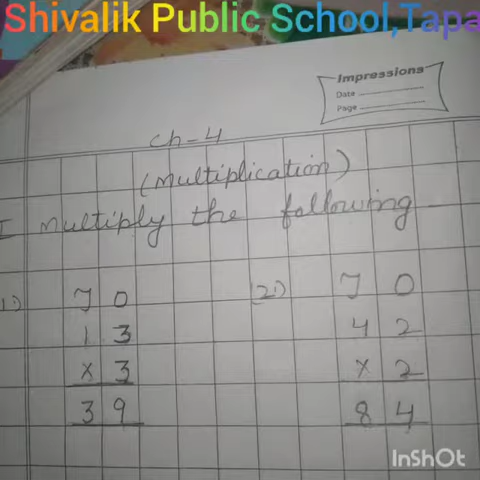 Shivalik Public School,Tapa
Impressions
Date
Page
Ch-4
(Multiplication)
I Multiply the following
1) T O (2) T O
1 3 4 2
x 3 x 2
3 9 8 4
InShOt